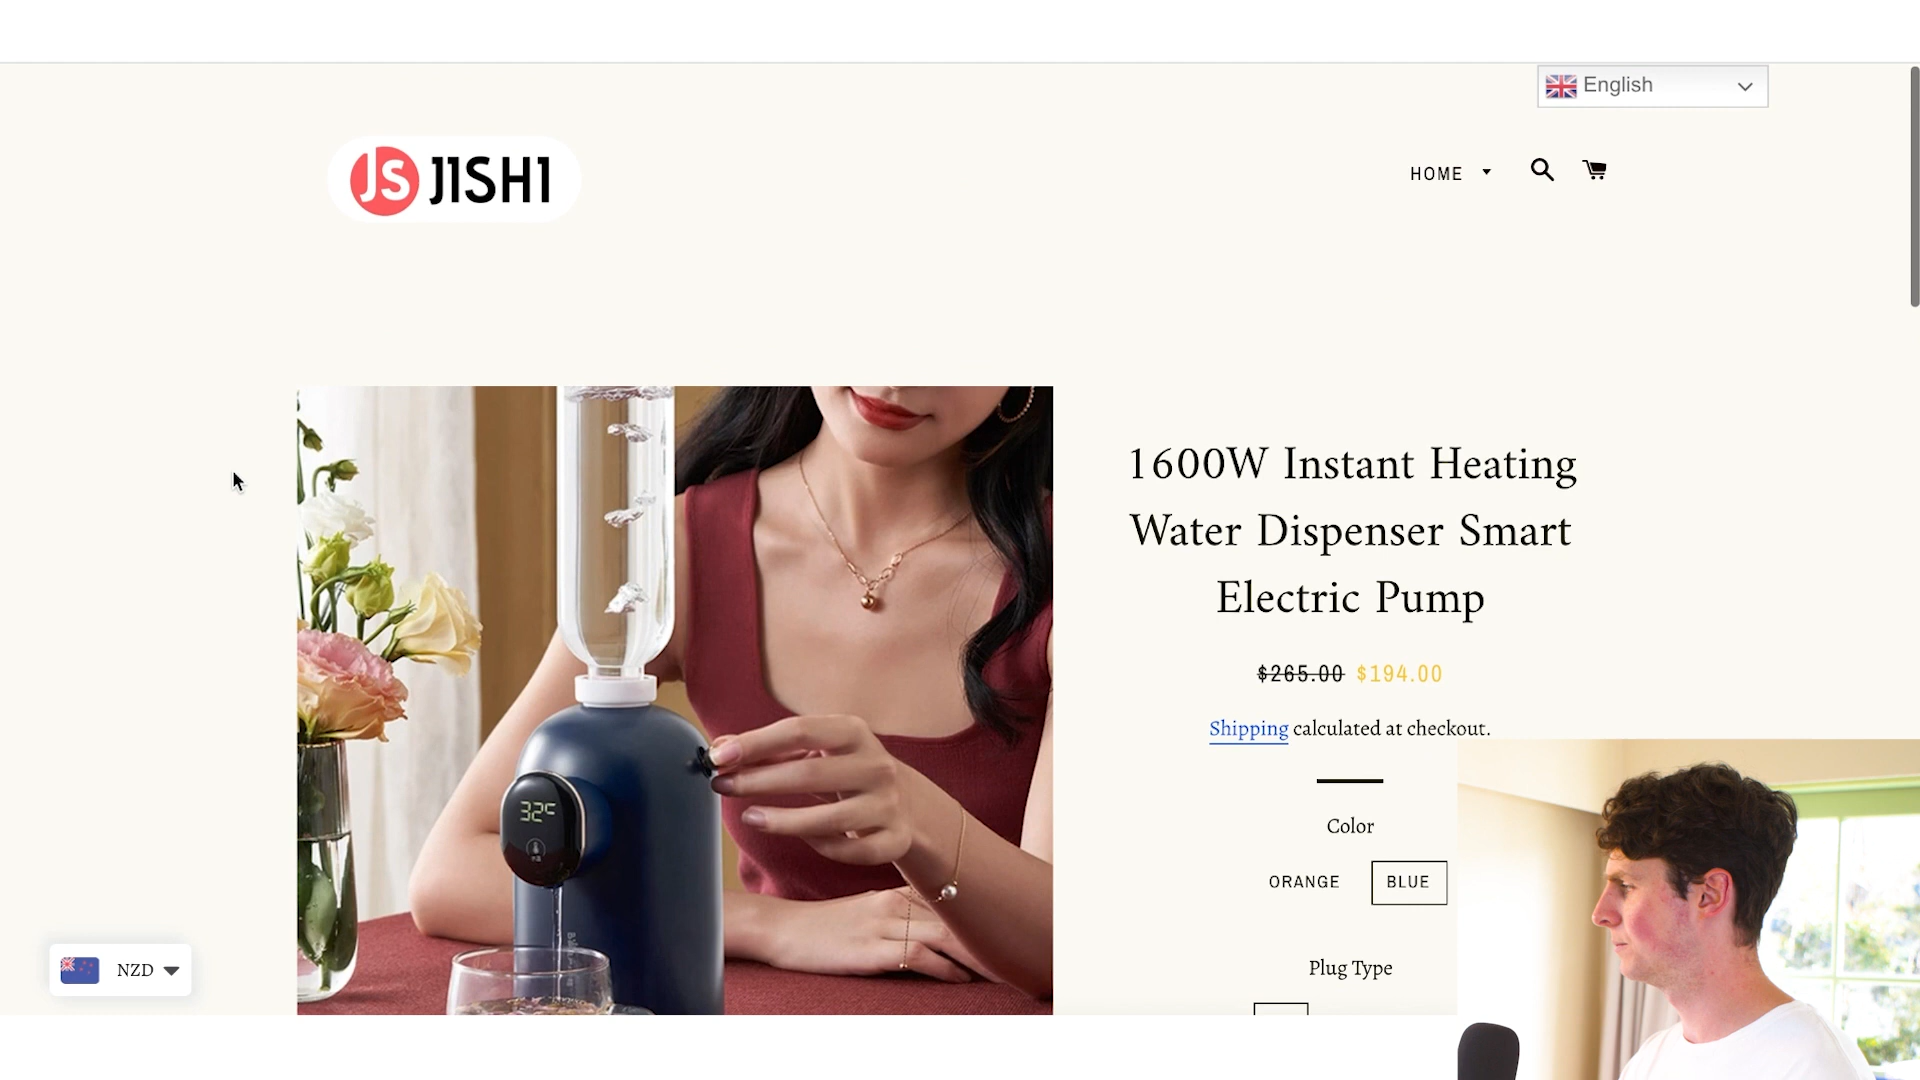 English
JS JISHI
HOME
1600W Instant Heating
Water Dispenser Smart
Electric Pump
$265.00 $194.00
Shipping calculated at checkout.
Color
ORANGE BLUE
32°C
Plug Type
NZD